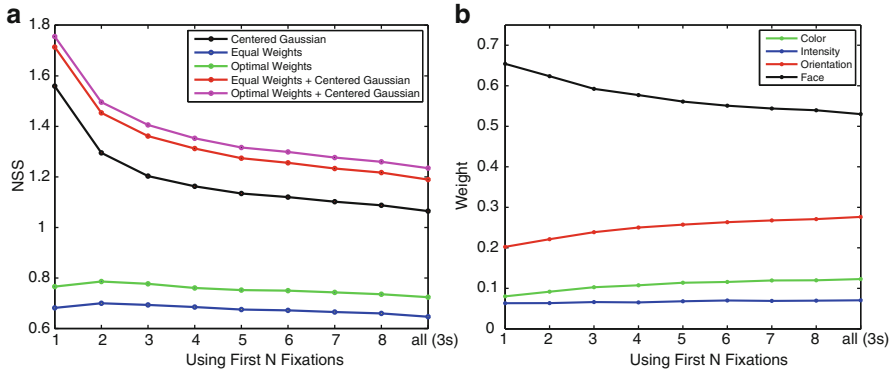 a
NSS
1.8
1.6
1.4
1.2
1
0.8
0.6
Centered Gaussian
Equal Weights
Optimal Weights
Equal Weights + Centered Gaussian
Optimal Weights + Centered Gaussian
1 2 3 4 5 6 7 8 all (3s)
Using First N Fixations
b
Weight
0.7
0.6
0.5
0.4
0.3
0.2
0.1
0
Color
Intensity
Orientation
Face
1 2 3 4 5 6 7 8 all (3s)
Using First N Fixations